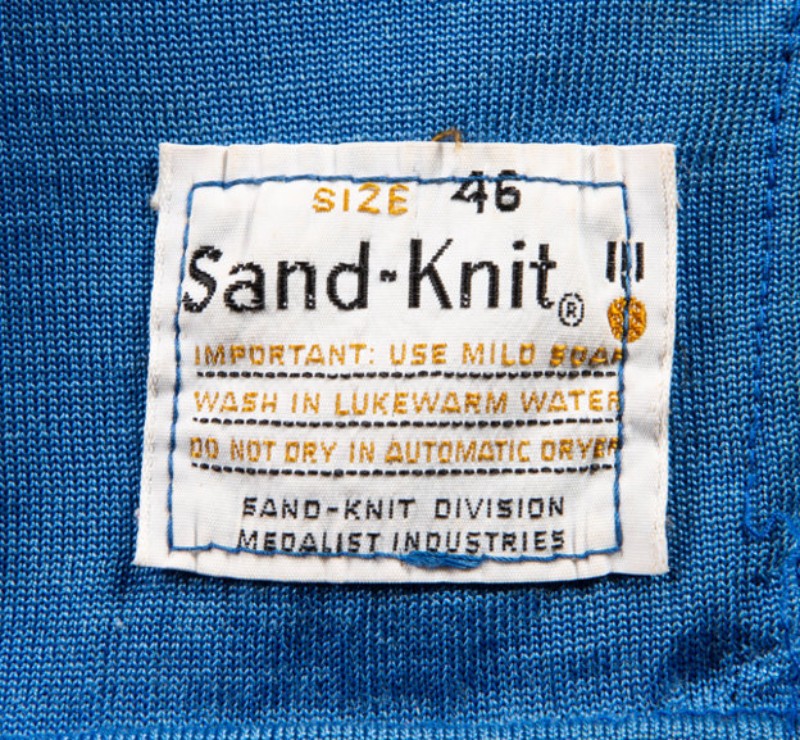 SIZE 46
Sand-Knit®
IMPORTANT: USE MILD SOAP
WASH IN LUKEWARM WATER
DO NOT DRY IN AUTOMATIC DRYER
SAND-KNIT DIVISION
MEDALIST INDUSTRIES